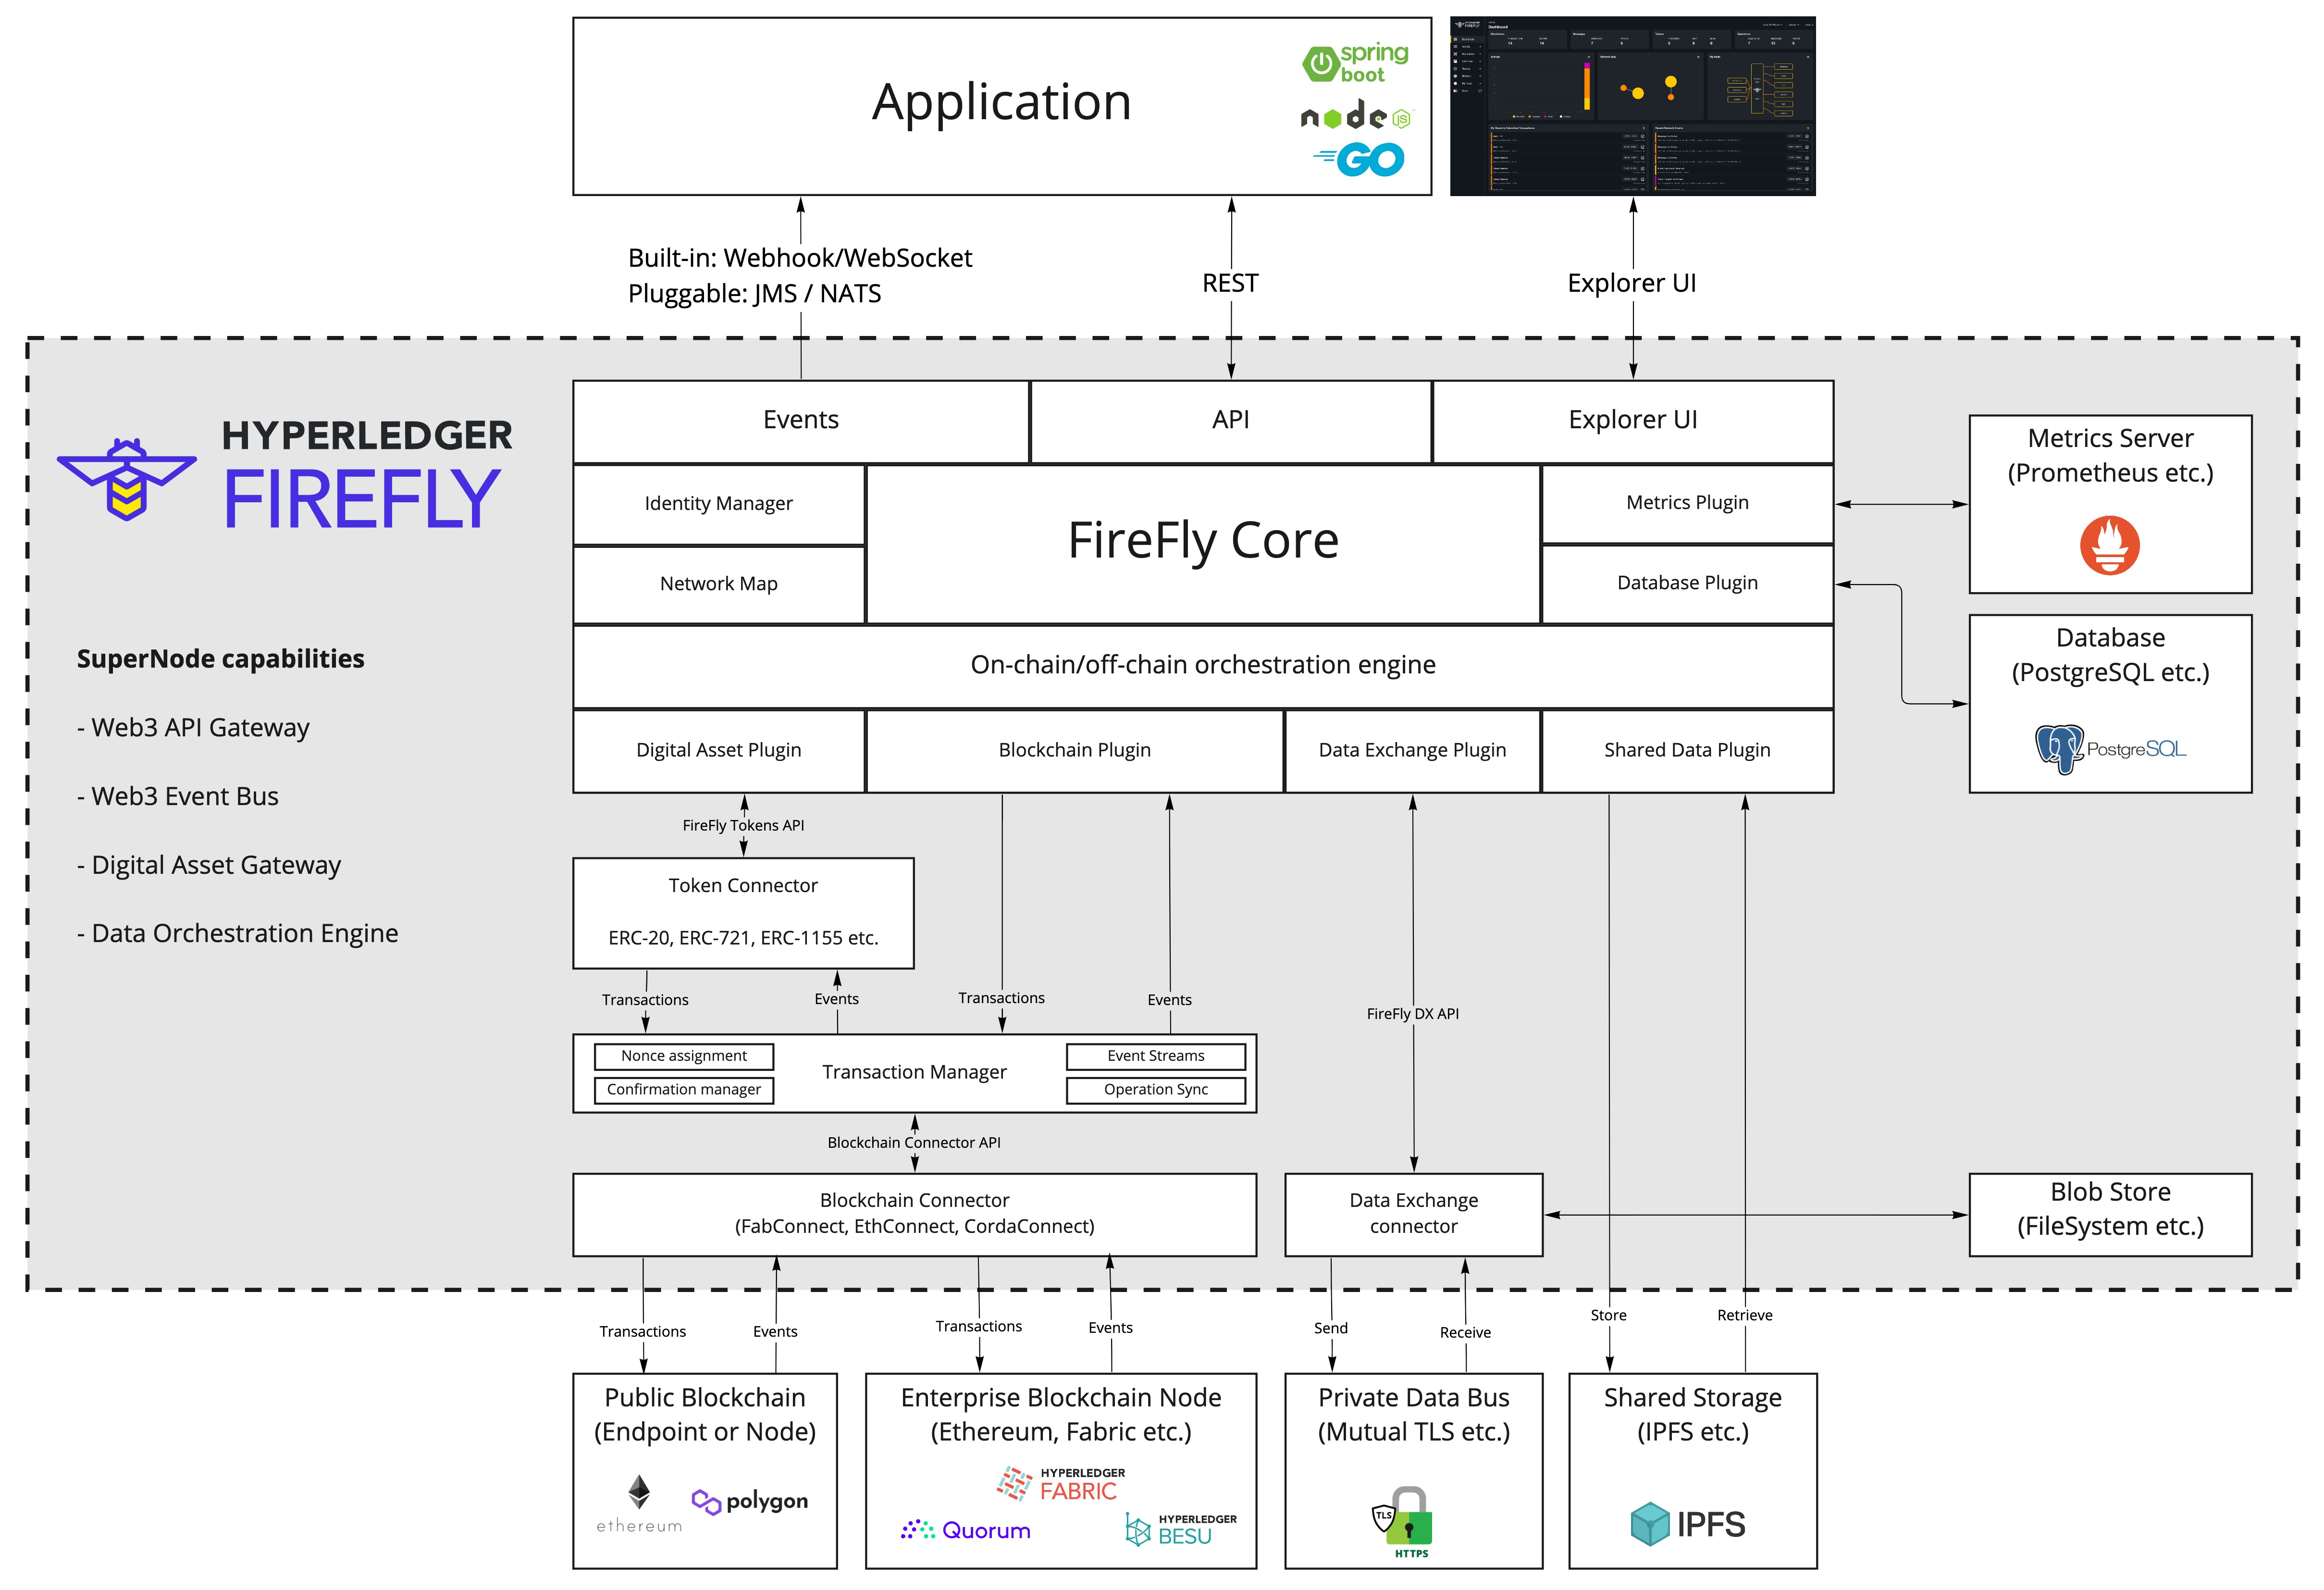 Application
spring
boot
node
JS
GO
Dashboard
Built-in: Webhook/WebSocket
Pluggable: JMS / NATS
REST
Explorer UI
HYPERLEDGER
FIREFLY
SuperNode capabilities
- Web3 API Gateway
- Web3 Event Bus
- Digital Asset Gateway
- Data Orchestration Engine
Events
API
Explorer UI
Identity Manager
Network Map
FireFly Core
Metrics Plugin
Database Plugin
Metrics Server
(Prometheus etc.)
Database
(PostgreSQL etc.)
PostgreSQL
On-chain/off-chain orchestration engine
Digital Asset Plugin
Blockchain Plugin
Data Exchange Plugin
Shared Data Plugin
FireFly Tokens API
Token Connector
ERC-20, ERC-721, ERC-1155 etc.
Transactions
Events
Transactions
Events
FireFly DX API
Nonce assignment
Confirmation manager
Transaction Manager
Event Streams
Operation Sync
Blockchain Connector API
Blockchain Connector
(FabConnect, EthConnect, CordaConnect)
Data Exchange
connector
Blob Store
(FileSystem etc.)
Transactions
Events
Transactions
Events
Send
Receive
Store
Retrieve
Public Blockchain
(Endpoint or Node)
ethereum
polygon
Enterprise Blockchain Node
(Ethereum, Fabric etc.)
HYPERLEDGER
FABRIC
Quorum
HYPERLEDGER
BESU
Private Data Bus
(Mutual TLS etc.)
TLS
HTTPS
Shared Storage
(IPFS etc.)
IPFS